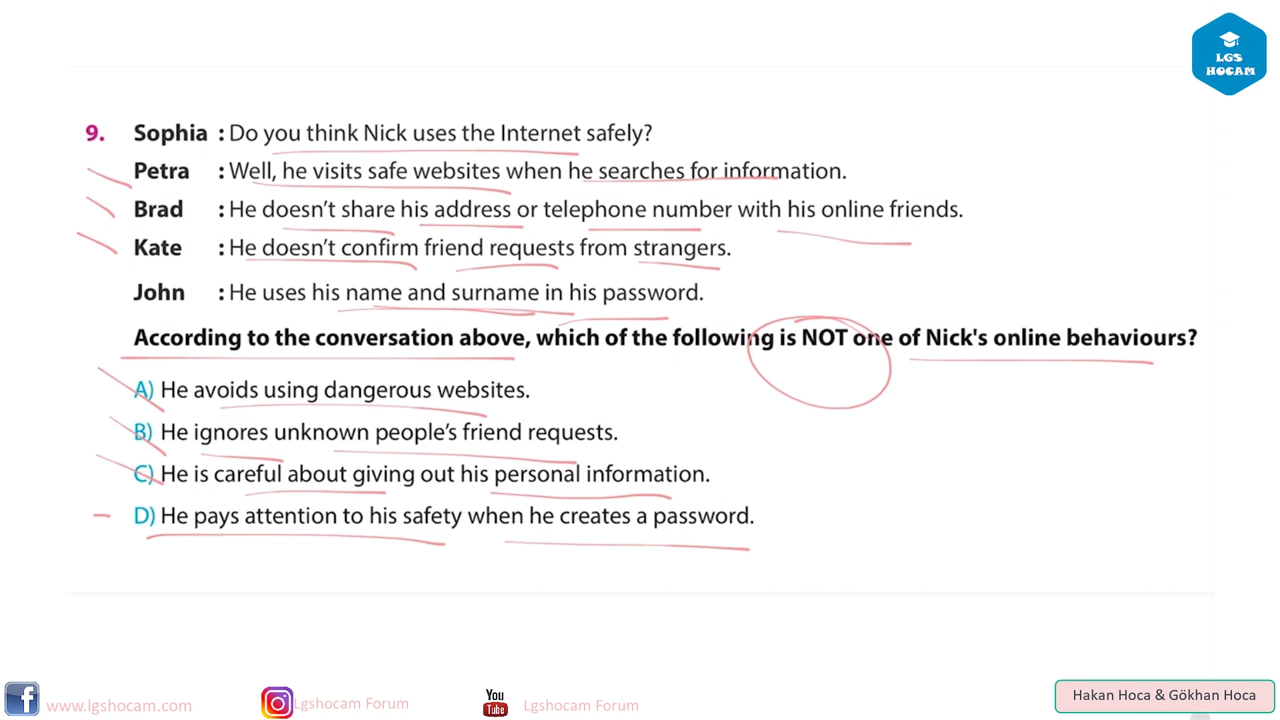 LGS
HOCAM
9. Sophia : Do you think Nick uses the Internet safely?
Petra : Well, he visits safe websites when he searches for information.
Brad : He doesn't share his address or telephone number with his online friends.
Kate : He doesn't confirm friend requests from strangers.
John : He uses his name and surname in his password.
According to the conversation above, which of the following is NOT one of Nick's online behaviours?
A) He avoids using dangerous websites.
B) He ignores unknown people's friend requests.
C) He is careful about giving out his personal information.
D) He pays attention to his safety when he creates a password.
www.lgshocam.com
Lgshocam Forum
You
Tube
Lgshocam Forum
Hakan Hoca & Gökhan Hoca